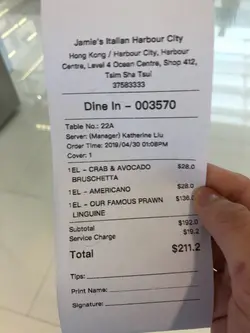 Jamie's Italian Harbour City
Hong Kong / Harbour City, Harbour
Centre, Level 4 Ocean Centre, Shop 412,
Tsim Sha Tsui
37583333
Dine In - 003570
Table No.: 22A
Server: (Manager) Katherine Liu
Order Time: 2019/04/30 01:08PM
Cover: 1
1EL - CRAB & AVOCADO $28.0
BRUSCHETTA
1EL - AMERICANO $28.0
1EL - OUR FAMOUS PRAWN $136.0
LINGUINE
Subtotal $192.0
Service Charge $19.2
Total $211.2
Tips:
Print Name:
Signature: